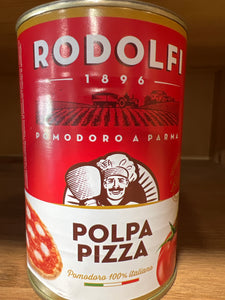 RODOLFI
1896
POMODORO A PARMA
POLPA
PIZZA
Pomodoro 100% italiano